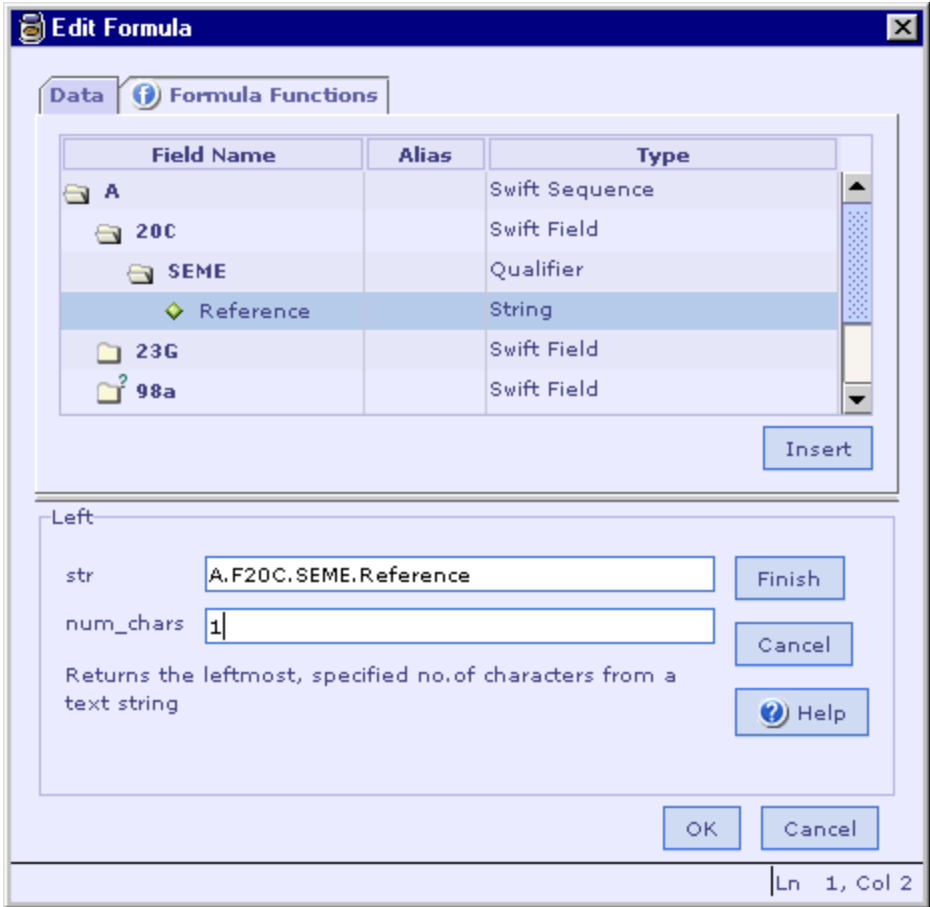 Edit Formula
Data Formula Functions
Field Name Alias Type
A Swift Sequence
20C Swift Field
SEME Qualifier
Reference String
23G Swift Field
98a Swift Field
Insert
Left
str A.F20C.SEME.Reference Finish
num_chars 1
Cancel
Returns the leftmost, specified no.of characters from a
text string
Help
OK Cancel
Ln 1, Col 2